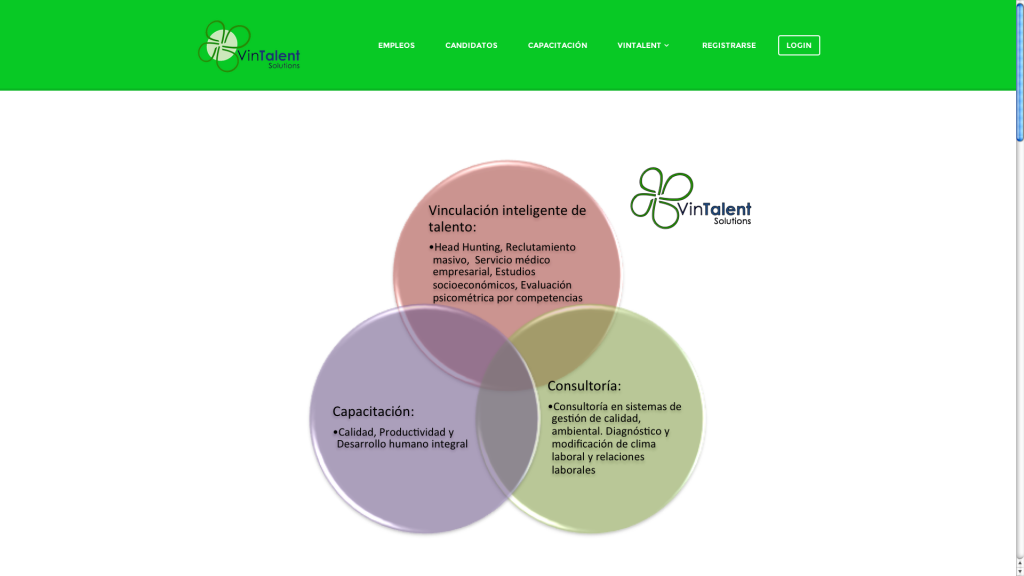 VinTalent
Solutions
EMPLEOS
CANDIDATOS
CAPACITACIÓN
VINTALENT
REGISTRARSE
LOGIN
VinTalent
Solutions
Vinculación inteligente de
talento:
•Head Hunting, Reclutamiento
masivo, Servicio médico
empresarial, Estudios
socioeconómicos, Evaluación
psicométrica por competencias
Capacitación:
•Calidad, Productividad y
Desarrollo humano integral
Consultoría:
•Consultoría en sistemas de
gestión de calidad,
ambiental. Diagnóstico y
modificación de clima
laboral y relaciones
laborales